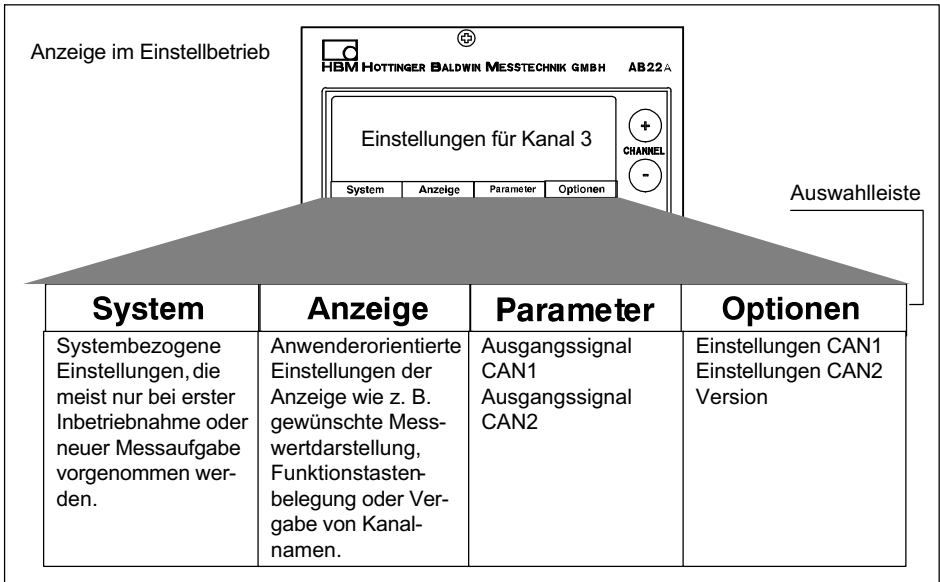 Anzeige im Einstellbetrieb
HBM HOTTINGER BALDWIN MESSTECHNIK GMBH AB22A
Einstellungen für Kanal 3
+
CHANNEL
-
System Anzeige Parameter Optionen
Auswahlleiste
System
Systembezogene
Einstellungen, die
meist nur bei erster
Inbetriebnahme oder
neuer Messaufgabe
vorgenommen wer-
den.
Anzeige
Anwenderorientierte
Einstellungen der
Anzeige wie z. B.
gewünschte Mess-
wertdarstellung,
Funktionstasten-
belegung oder Ver-
gabe von Kanal-
namen.
Parameter
Ausgangssignal
CAN1
Ausgangssignal
CAN2
Optionen
Einstellungen CAN1
Einstellungen CAN2
Version